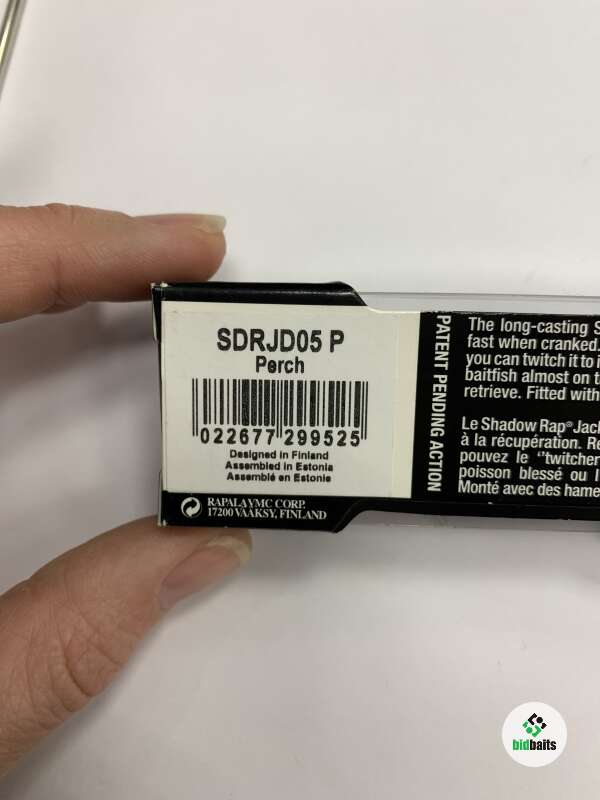 SDRJD05 P
Perch
022677 299525
Designed in Finland
Assembled in Estonia
Assemblé en Estonie
RAPALA VMC CORP.
17200 VÄÄKSY, FINLAND
PATENT PENDING ACTION
The long-casting
fast when cranked.
you can twitch it to
baitfish almost on
retrieve. Fitted with
Le Shadow Rap® Jac
à la récupération.
pouvez le "twitcher
poisson blessé ou
Monté avec des hame
bidbaits